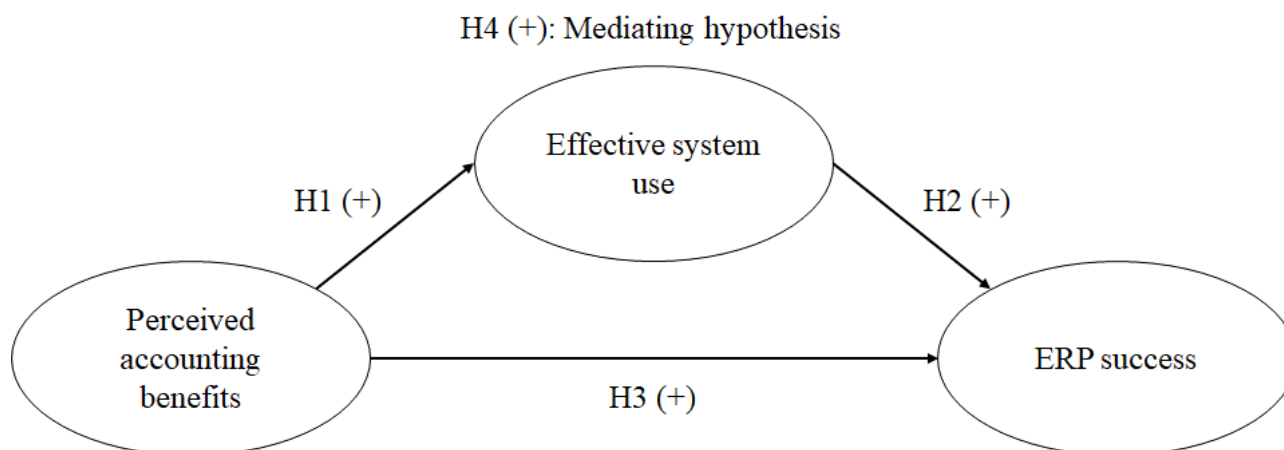 H4 (+): Mediating hypothesis
Effective system
use
H1 (+)
H2 (+)
Perceived
accounting
benefits
ERP success
H3 (+)